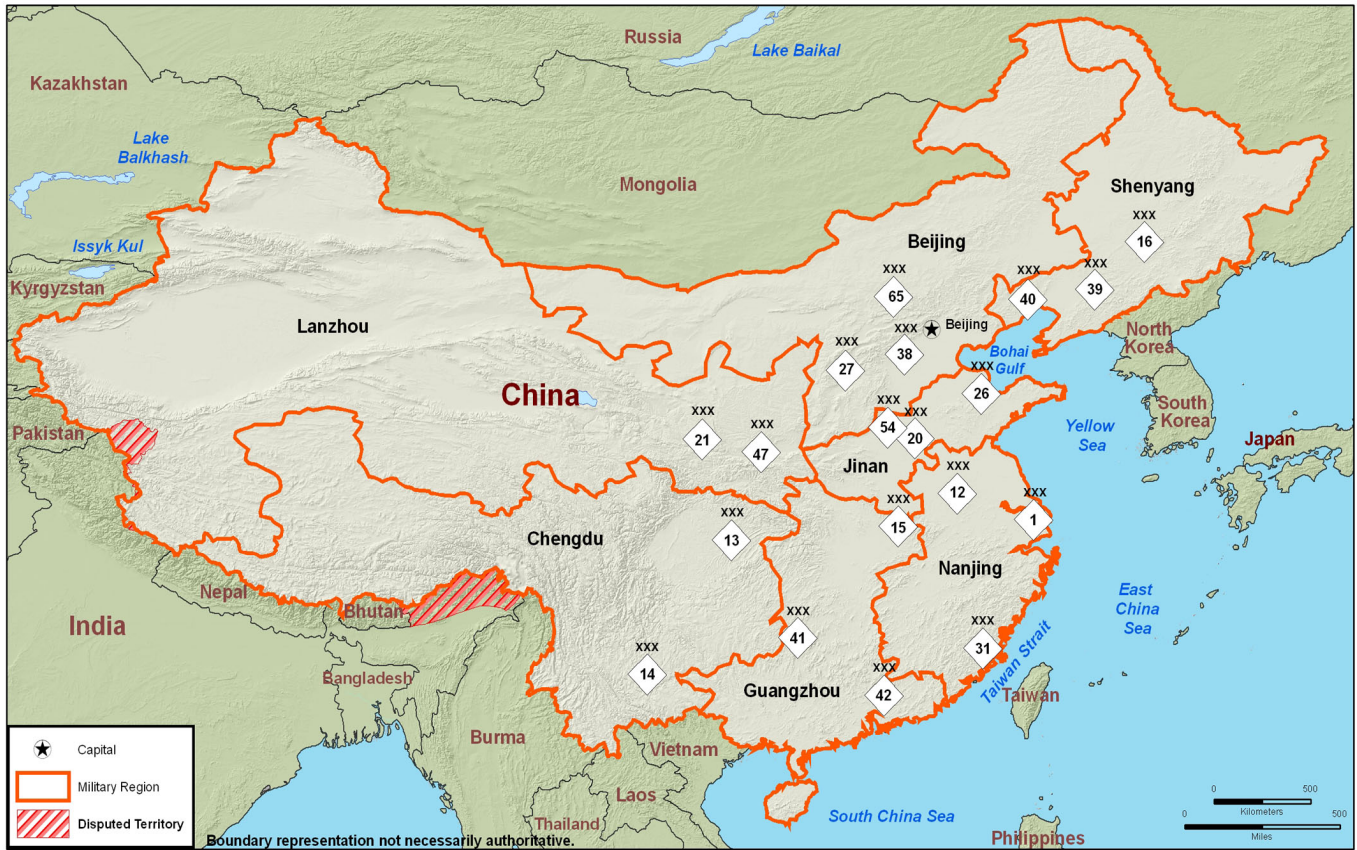 Russia
Lake Baikal
Kazakhstan
Lake
Balkhash
Mongolia
Shenyang
XXX
16
Issyk Kul
Beijing
XXX
65
XXX
40
XXX
39
Kyrgyzstan
Lanzhou
XXX
38
Beijing
North
Korea
XXX
27
Bohai
Gulf
XXX
26
China
South
Korea
Pakistan
XXX
21
XXX
47
XXX
54
XXX
20
Yellow
Sea
Japan
Jinan
XXX
12
XXX
15
XXX
1
Chengdu
XXX
13
Nanjing
Nepal
Bhutan
East
China
Sea
India
XXX
41
XXX
31
XXX
14
Bangladesh
Guangzhou
XXX
42
Taiwan Strait
Taiwan
Burma
Vietnam
Laos
Thailand
South China Sea
Philippines
Capital
Military Region
Disputed Territory
Boundary representation not necessarily authoritative.
0 500
Kilometers
0 500
Miles